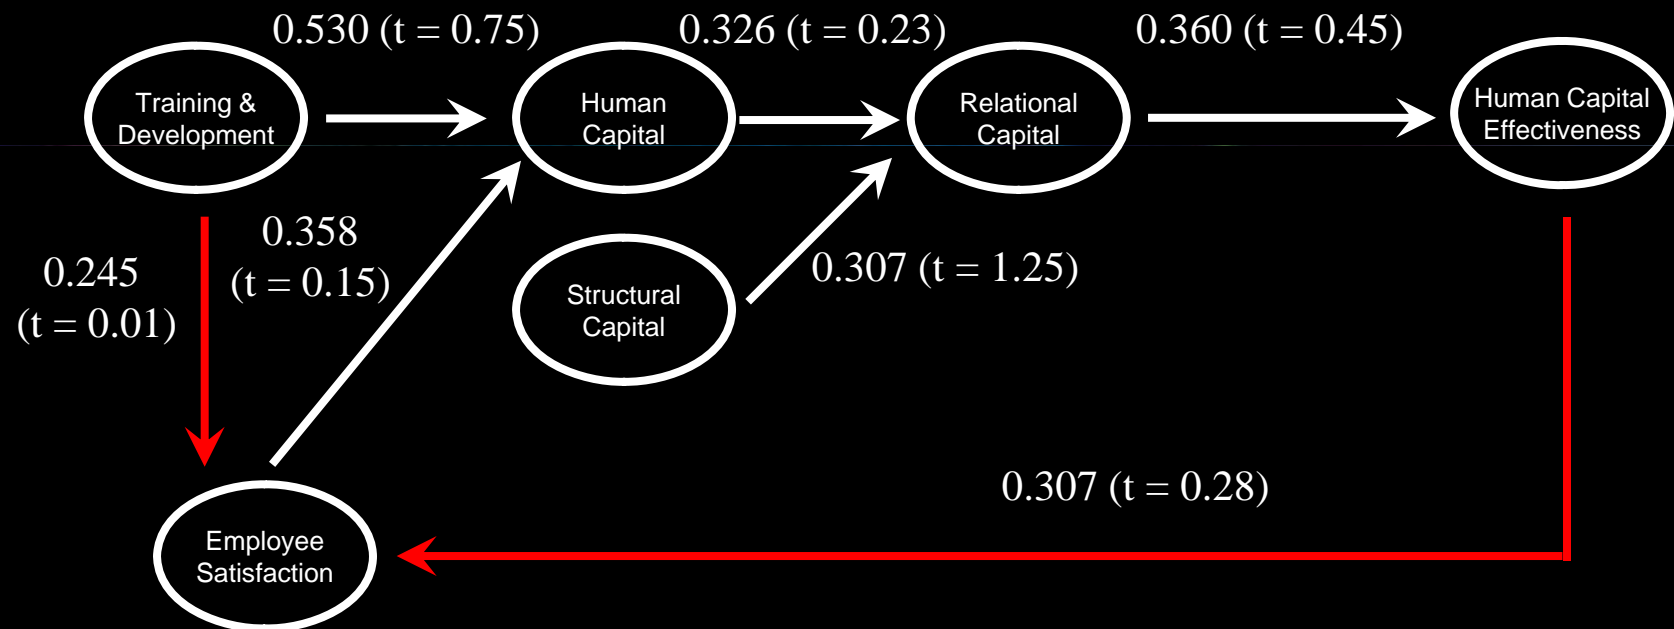 0.530 (t = 0.75)
0.326 (t = 0.23)
0.360 (t = 0.45)
Training &
Development
Human
Capital
Relational
Capital
Human Capital
Effectiveness
0.245
(t = 0.01)
0.358
(t = 0.15)
Structural
Capital
0.307 (t = 1.25)
0.307 (t = 0.28)
Employee
Satisfaction